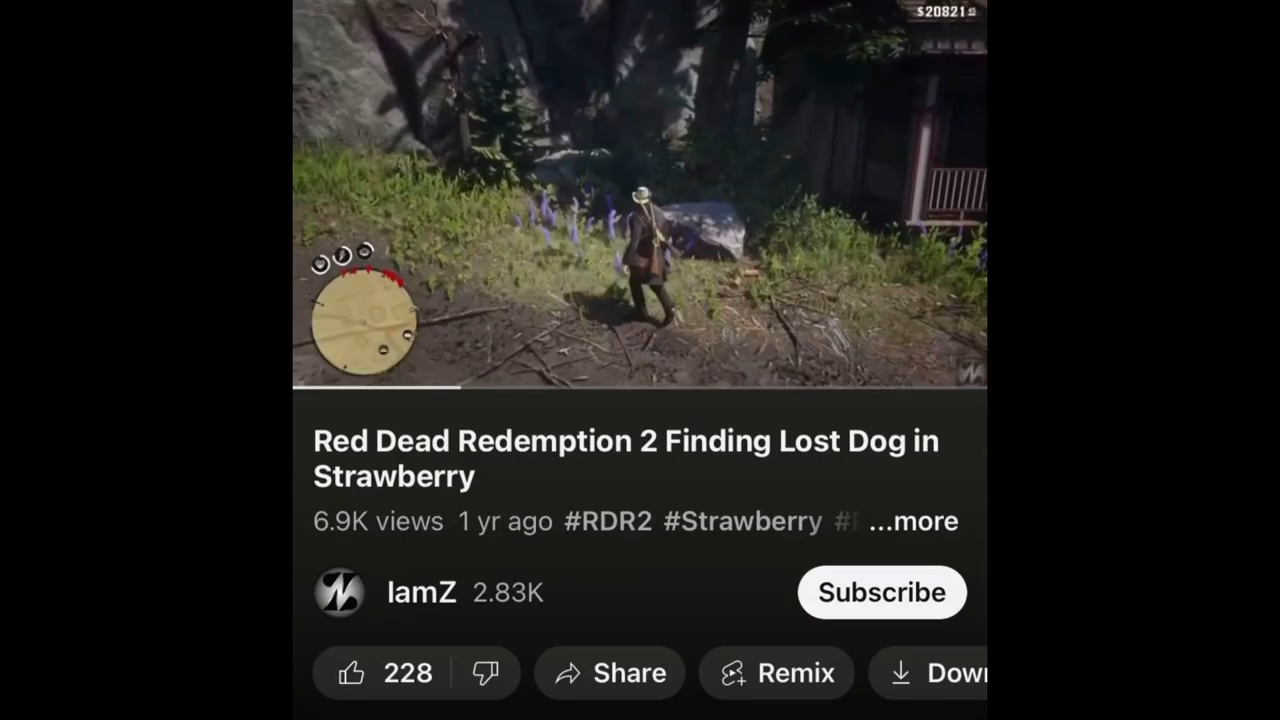 $20821
Red Dead Redemption 2 Finding Lost Dog in
Strawberry
6.9K views 1 yr ago #RDR2 #Strawberry # ...more
IamZ 2.83K Subscribe
228 Share Remix Down